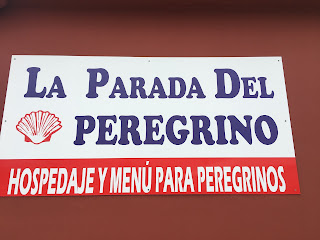 LA PARADA DEL
PEREGRINO
HOSPEDAJE Y MENÚ PARA PEREGRINOS